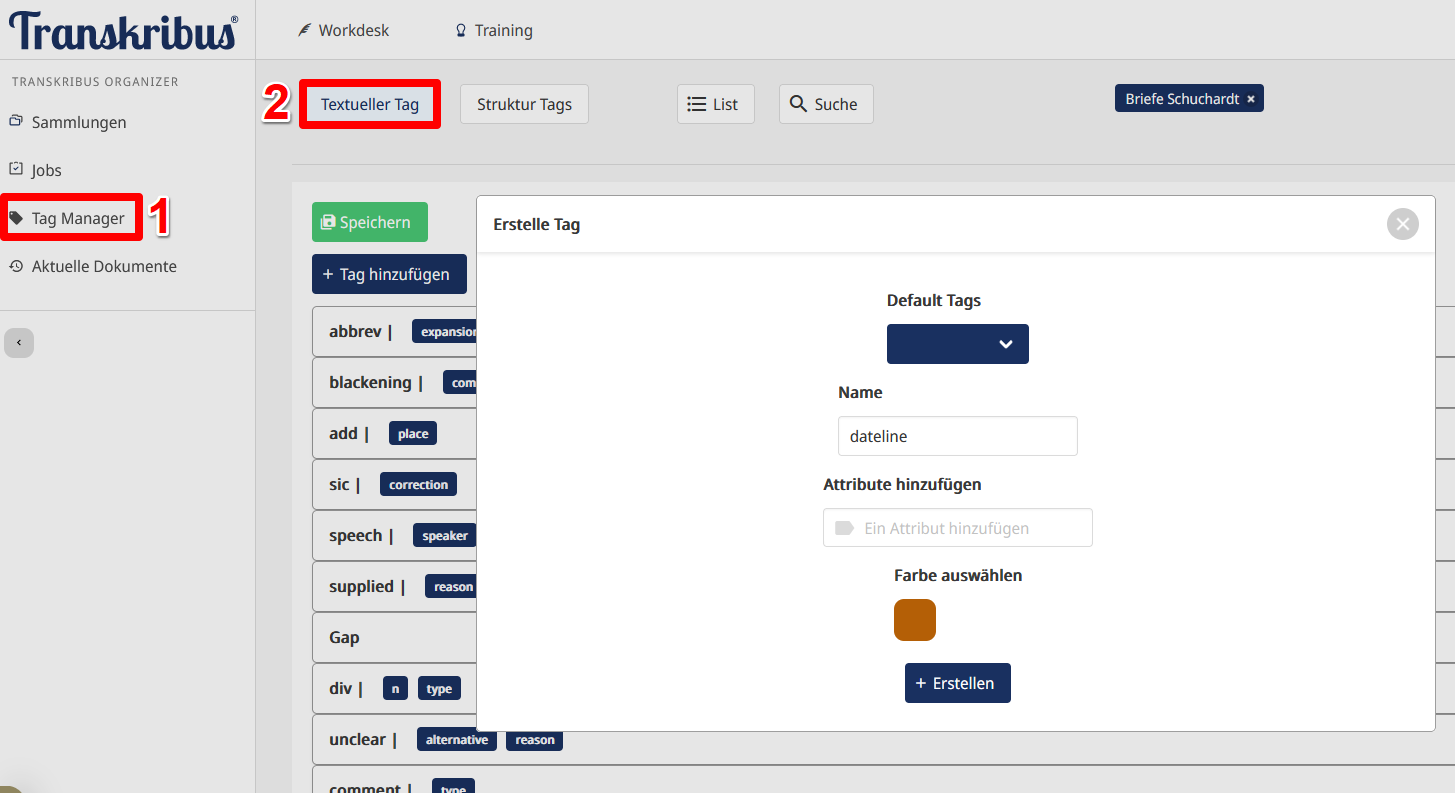 Transkribus®
Workdesk
Training
TRANSKRIBUS ORGANIZER
Sammlungen
Jobs
Tag Manager
1
Aktuelle Dokumente
2
Textueller Tag
Struktur Tags
List
Suche
Briefe Schuchardt ×
Speichern
+ Tag hinzufügen
abbrev | expansion
blackening | com
add | place
sic | correction
speech | speaker
supplied | reason
Gap
div | n type
unclear | alternative reason
comment | type
Erstelle Tag
Default Tags
Name
dateline
Attribute hinzufügen
Ein Attribut hinzufügen
Farbe auswählen
+ Erstellen